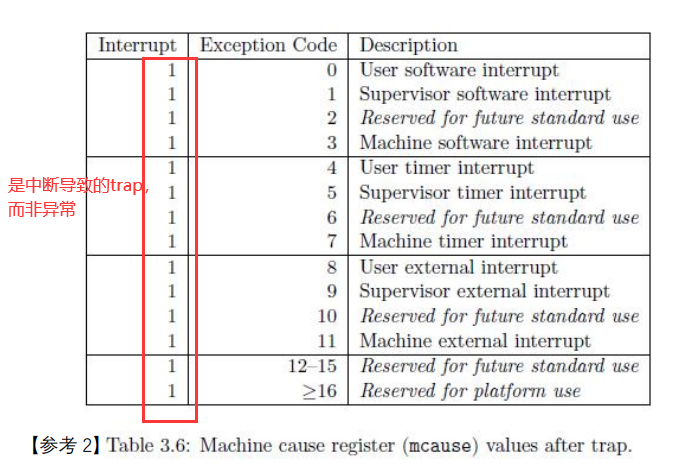 Interrupt Exception Code Description
1 0 User software interrupt
1 1 Supervisor software interrupt
1 2 Reserved for future standard use
1 3 Machine software interrupt
1 4 User timer interrupt
1 5 Supervisor timer interrupt
1 6 Reserved for future standard use
1 7 Machine timer interrupt
1 8 User external interrupt
1 9 Supervisor external interrupt
1 10 Reserved for future standard use
1 11 Machine external interrupt
1 12–15 Reserved for future standard use
1 ≥16 Reserved for platform use
是中断导致的trap,
而非异常
【参考 2】Table 3.6: Machine cause register (mcause) values after trap.